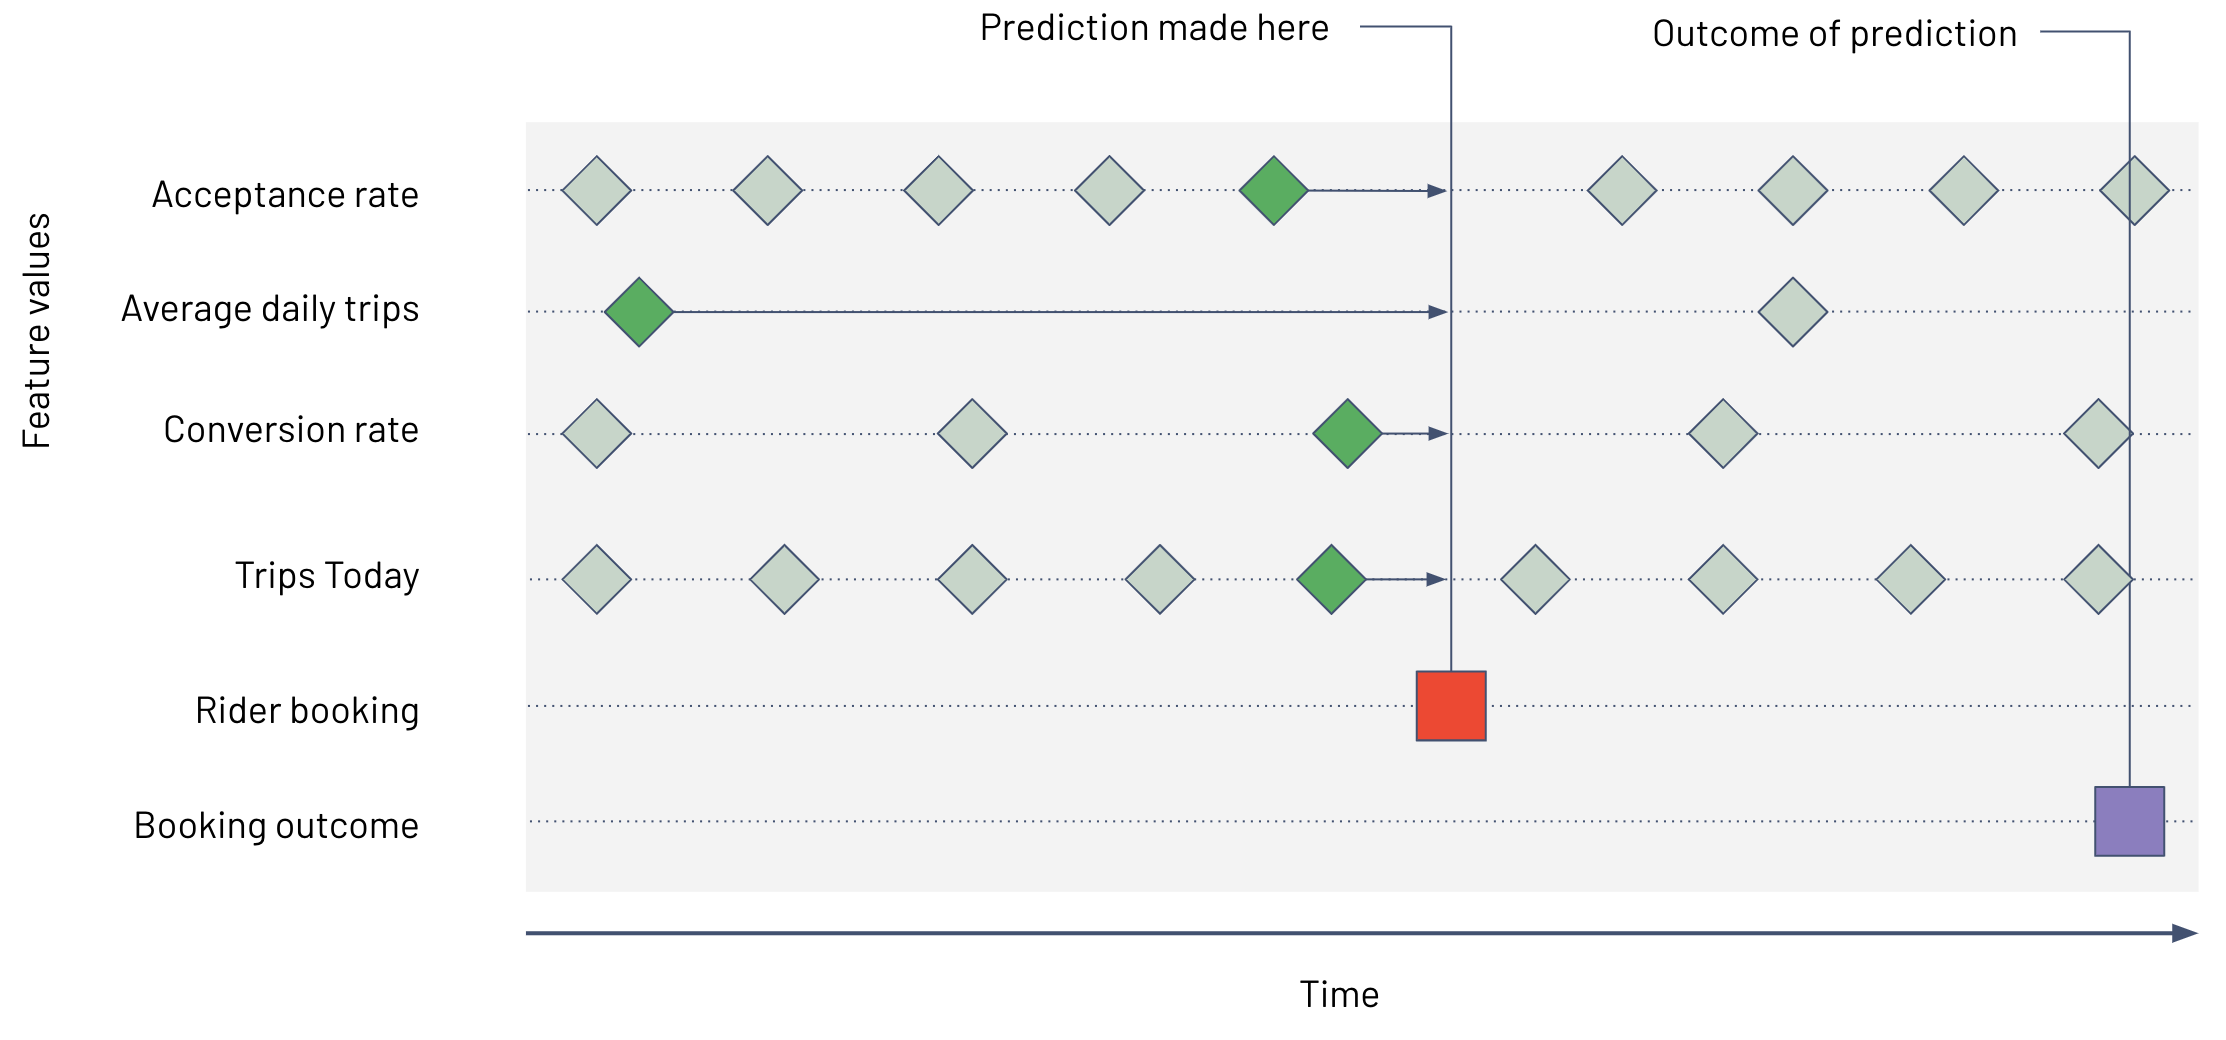 Prediction made here
Outcome of prediction
Feature values
Acceptance rate
Average daily trips
Conversion rate
Trips Today
Rider booking
Booking outcome
Time